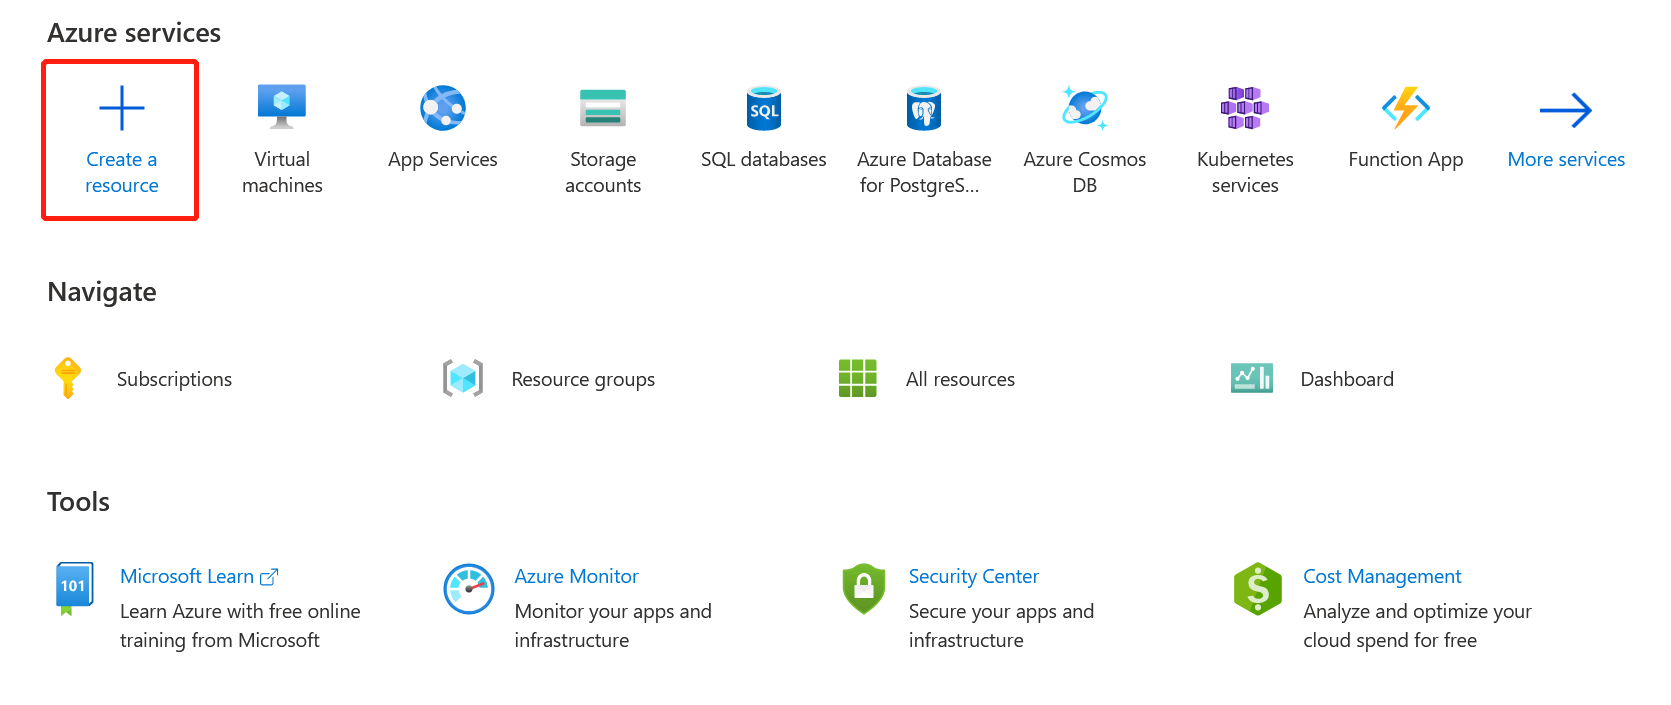 Azure services
Create a
resource
Virtual
machines
App Services
Storage
accounts
SQL
SQL databases
Azure Database
for PostgreS...
Azure Cosmos
DB
Kubernetes
services
Function App
More services
Navigate
Subscriptions
Resource groups
All resources
Dashboard
Tools
101
Microsoft Learn
Learn Azure with free online
training from Microsoft
Azure Monitor
Monitor your apps and
infrastructure
Security Center
Secure your apps and
infrastructure
$
Cost Management
Analyze and optimize your
cloud spend for free